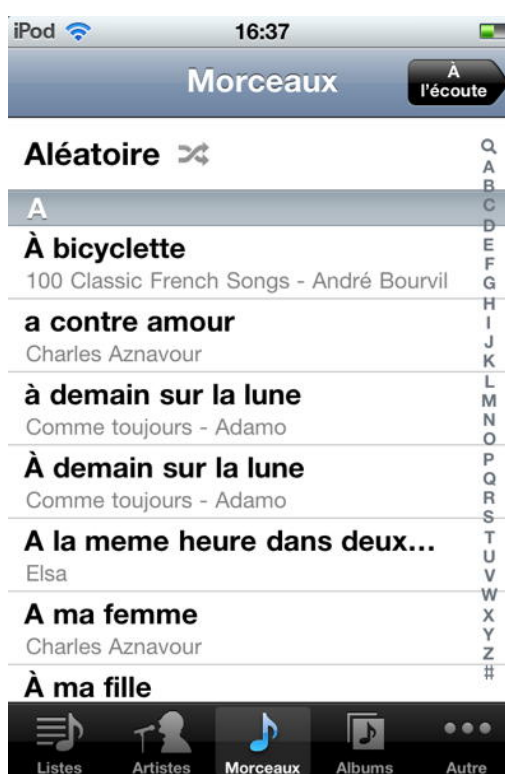 iPod 16:37
Morceaux
À
l'écoute
Aléatoire
A
À bicyclette
100 Classic French Songs - André Bourvil
a contre amour
Charles Aznavour
à demain sur la lune
Comme toujours - Adamo
À demain sur la lune
Comme toujours - Adamo
A la meme heure dans deux...
Elsa
A ma femme
Charles Aznavour
À ma fille
A
B
C
D
E
F
G
H
I
J
K
L
M
N
O
P
Q
R
S
T
U
V
W
X
Y
Z
#
Listes Artistes Morceaux Albums Autre